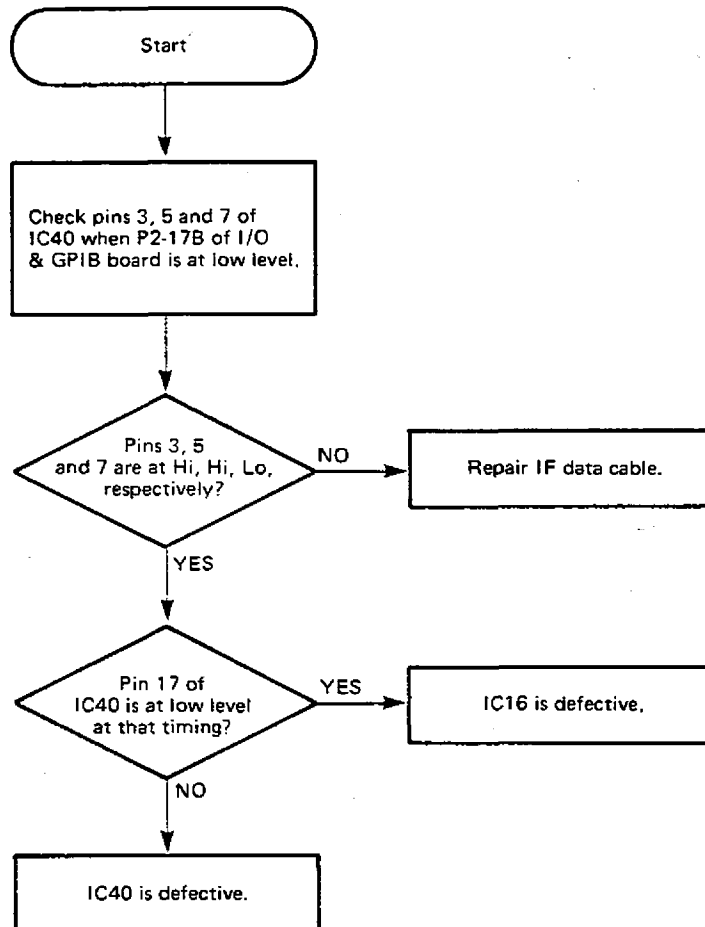 Start
Check pins 3, 5 and 7 of
IC40 when P2-17B of I/O
& GPIB board is at low level.
Pins 3, 5
and 7 are at Hi, Hi, Lo,
respectively?
NO
Repair IF data cable.
YES
Pin 17 of
IC40 is at low level
at that timing?
YES
IC16 is defective.
NO
IC40 is defective.